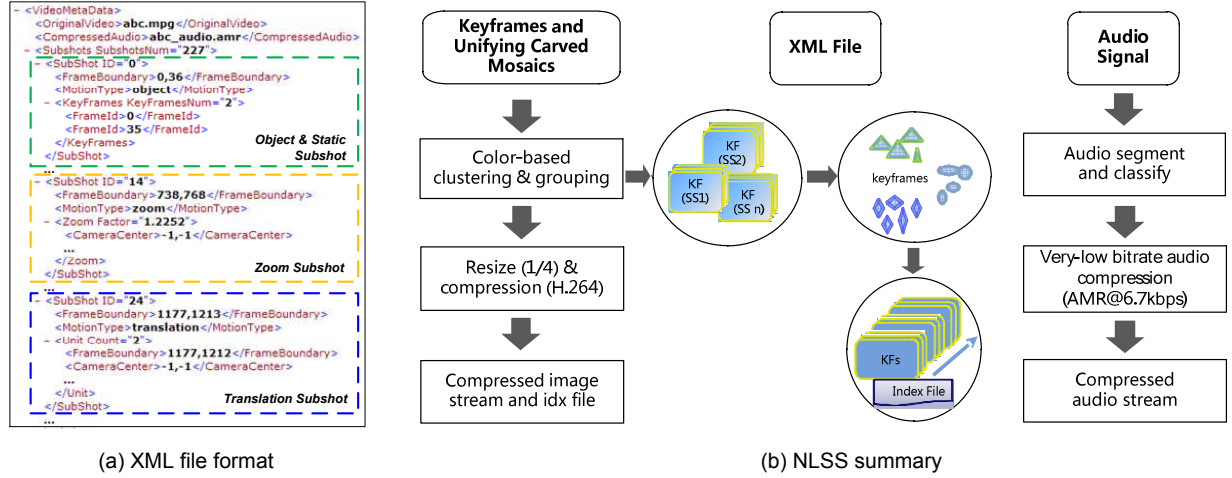 - <VideoMetaData>
<OriginalVideo>abc.mpg</OriginalVideo>
<CompressedAudio>abc_audio.amr</CompressedAudio>
- <Subshots SubshotsNum="227">
- <SubShot ID="0">
<FrameBoundary>0,36</FrameBoundary>
<MotionType>object</MotionType>
- <KeyFrames KeyFramesNum="2">
<FrameId>0</FrameId>
<FrameId>35</FrameId>
</KeyFrames>
</SubShot>
Object & Static
Subshot
...
- <SubShot ID="14">
<FrameBoundary>738,768</FrameBoundary>
<MotionType>zoom</MotionType>
- <Zoom Factor="1.2252">
<CameraCenter>-1,-1</CameraCenter>
...
</Zoom>
</SubShot>
Zoom Subshot
...
- <SubShot ID="24">
<FrameBoundary>1177,1213</FrameBoundary>
<MotionType>translation</MotionType>
- <Unit Count="2">
<FrameBoundary>1177,1212</FrameBoundary>
<CameraCenter>-1,-1</CameraCenter>
...
</Unit>
</SubShot>
Translation Subshot
...
(a) XML file format
Keyframes and
Unifying Carved
Mosaics
Color-based
clustering & grouping
Resize (1/4) &
compression (H.264)
Compressed image
stream and idx file
XML File
KF
(SS2)
KF
(SS1)
KF
(SS n)
keyframes
KFs
Index File
Audio
Signal
Audio segment
and classify
Very-low bitrate audio
compression
(AMR@6.7kbps)
Compressed
audio stream
(b) NLSS summary